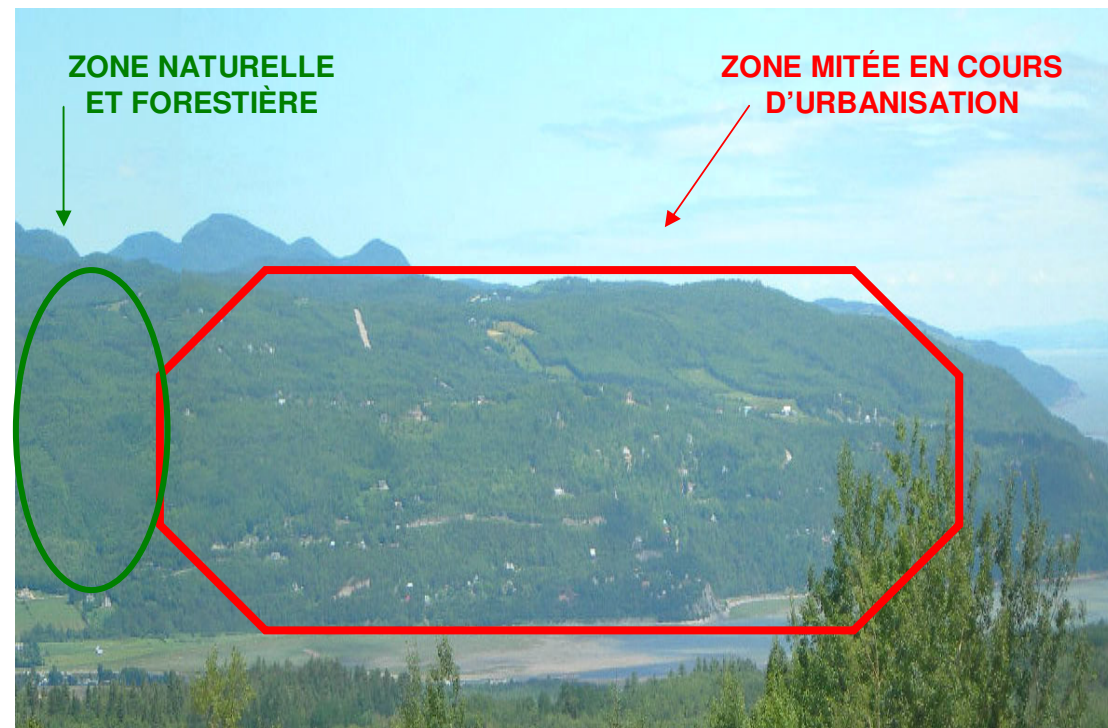 ZONE NATURELLE
ET FORESTIÈRE
ZONE MITÉE EN COURS
D’URBANISATION